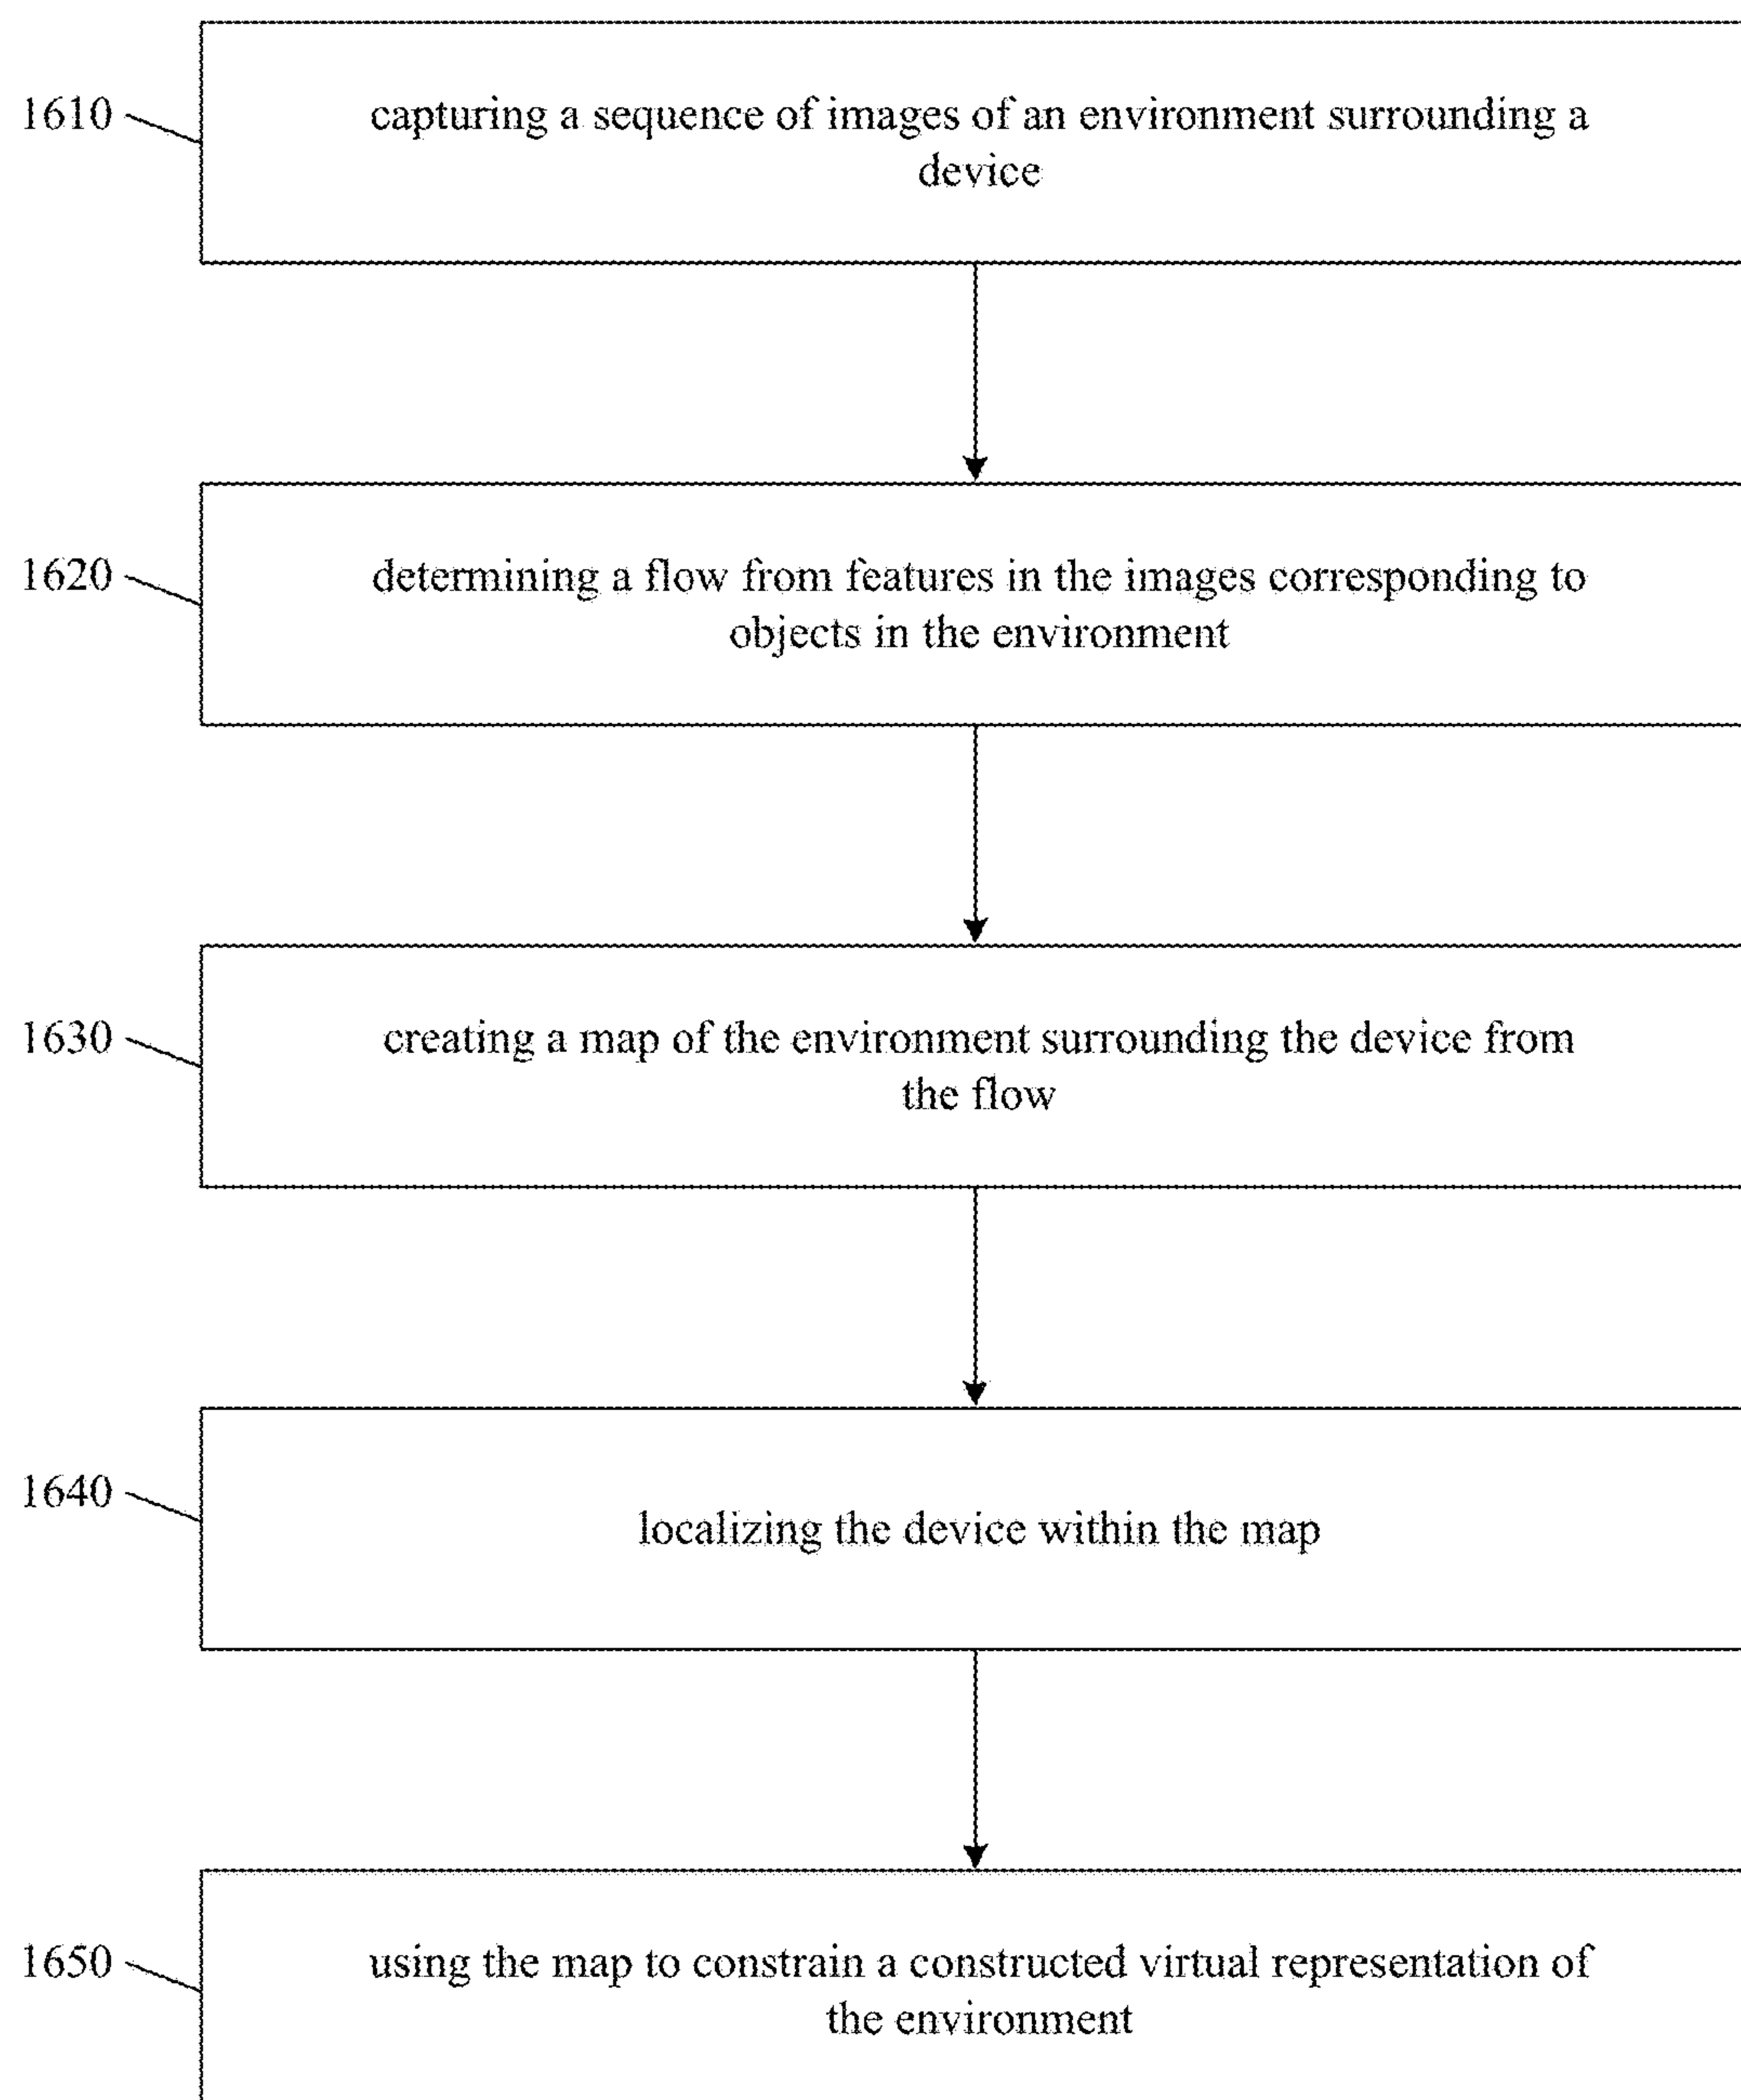 1610
capturing a sequence of images of an environment surrounding a
device
1620
determining a flow from features in the images corresponding to
objects in the environment
1630
creating a map of the environment surrounding the device from
the flow
1640
localizing the device within the map
1650
using the map to constrain a constructed virtual representation of
the environment